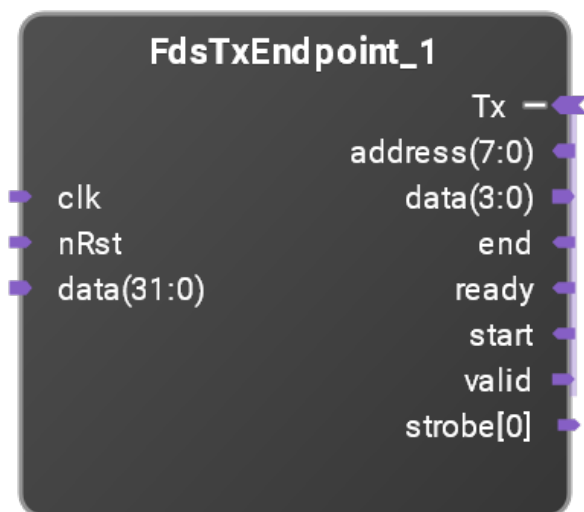 FdsTxEndpoint_1
Tx
address(7:0)
clk data(3:0)
nRst end
data(31:0) ready
start
valid
strobe[0]